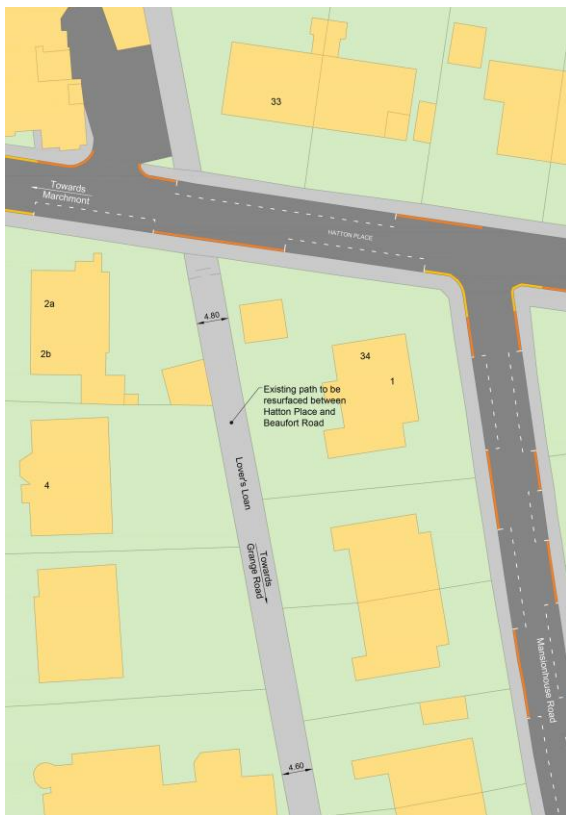 33
Towards
Marchmont
HATTON PLACE
2a
2b
4.80
34
1
Existing path to be
resurfaced between
Hatton Place and
Beaufort Road
4
Lover's Loan
Towards
Grange Road
Mansionhouse Road
4.60